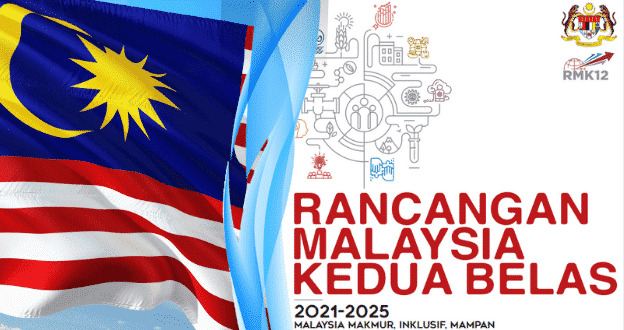 RMK12
RANCANGAN
MALAYSIA
KEDUA BELAS
2021-2025
MALAYSIA MAKMUR, INKLUSIF, MAMPAN